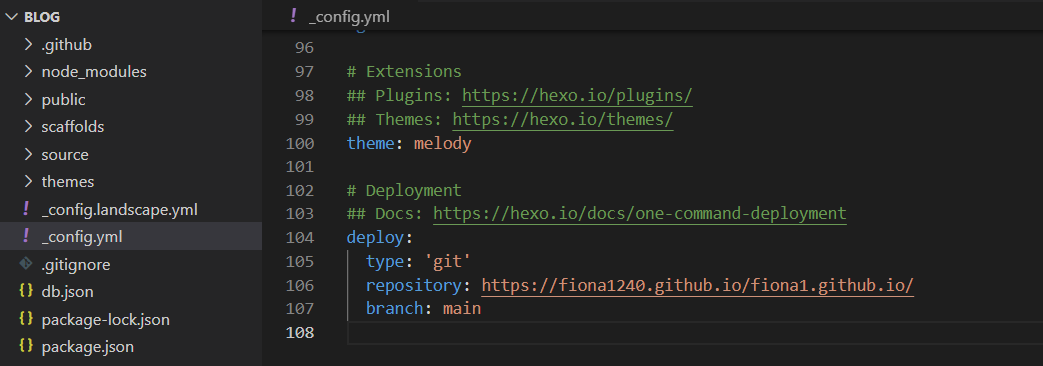 BLOG
.github
node_modules
public
scaffolds
source
themes
! _config.landscape.yml
! _config.yml
.gitignore
{} db.json
{} package-lock.json
{} package.json
! _config.yml
96
97 # Extensions
98 ## Plugins: https://hexo.io/plugins/
99 ## Themes: https://hexo.io/themes/
100 theme: melody
101
102 # Deployment
103 ## Docs: https://hexo.io/docs/one-command-deployment
104 deploy:
105 type: 'git'
106 repository: https://fiona1240.github.io/fiona1.github.io/
107 branch: main
108